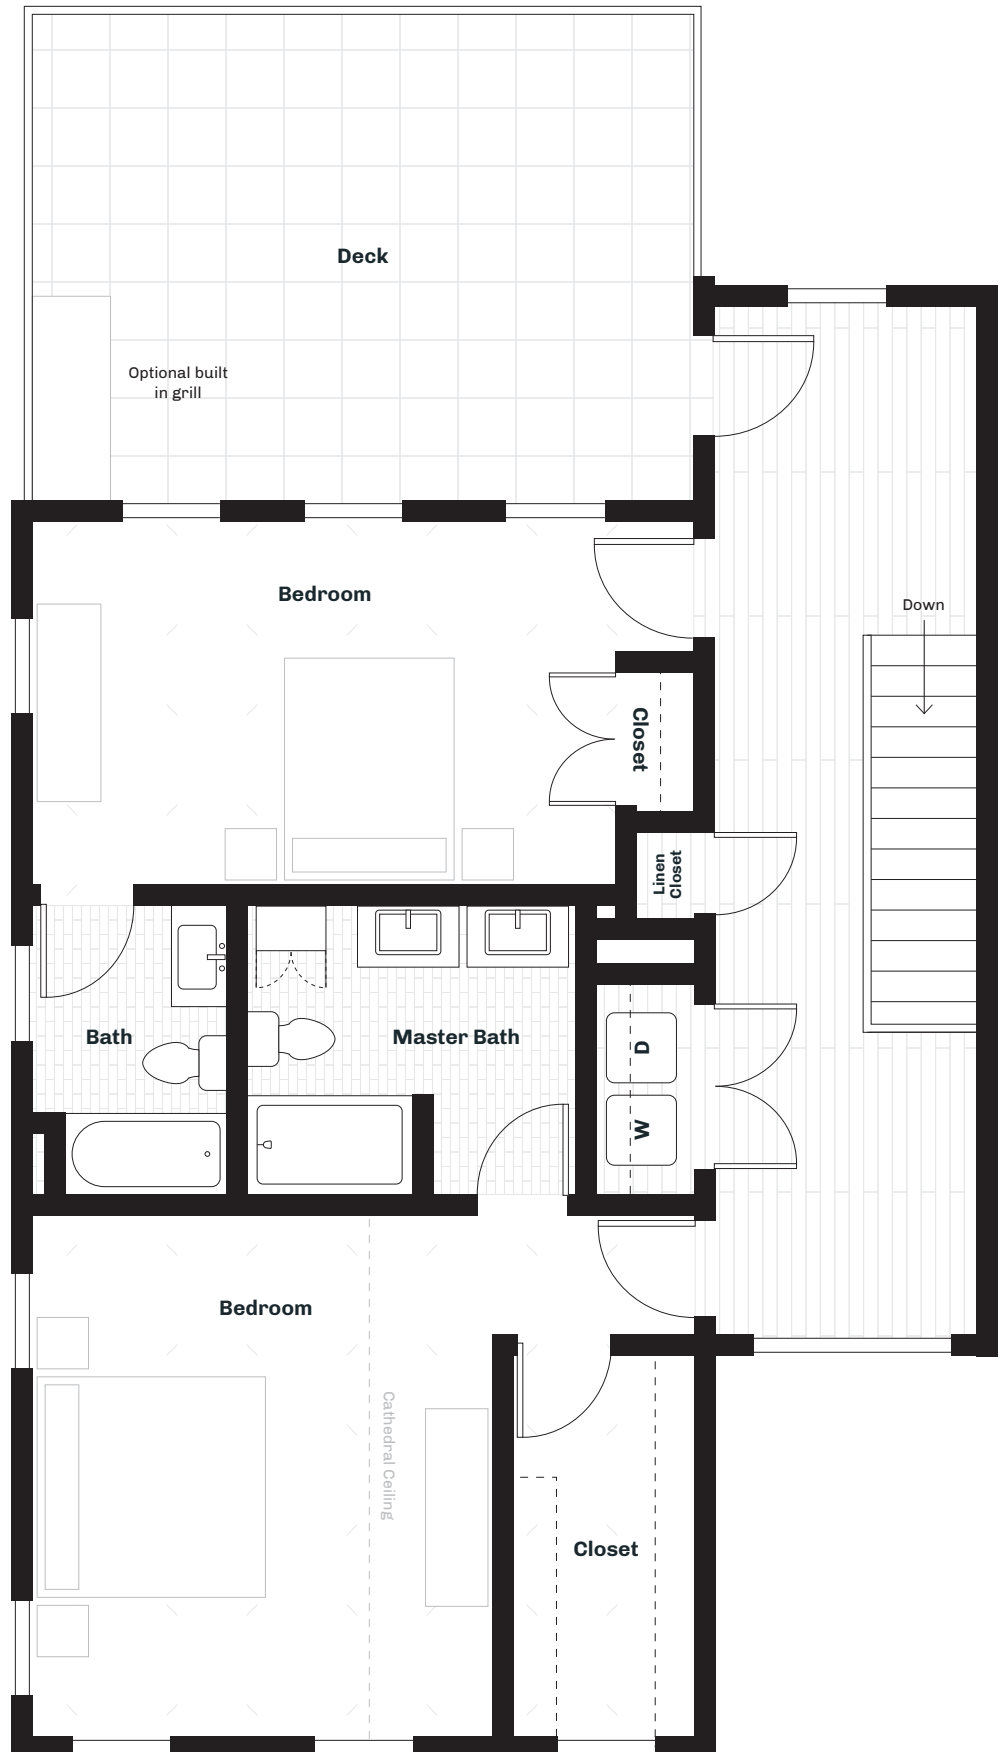 Deck
Optional built
in grill
Bedroom
Down
Closet
Linen
Closet
Bath
Master Bath
D
W
Bedroom
Cathedral Ceiling
Closet